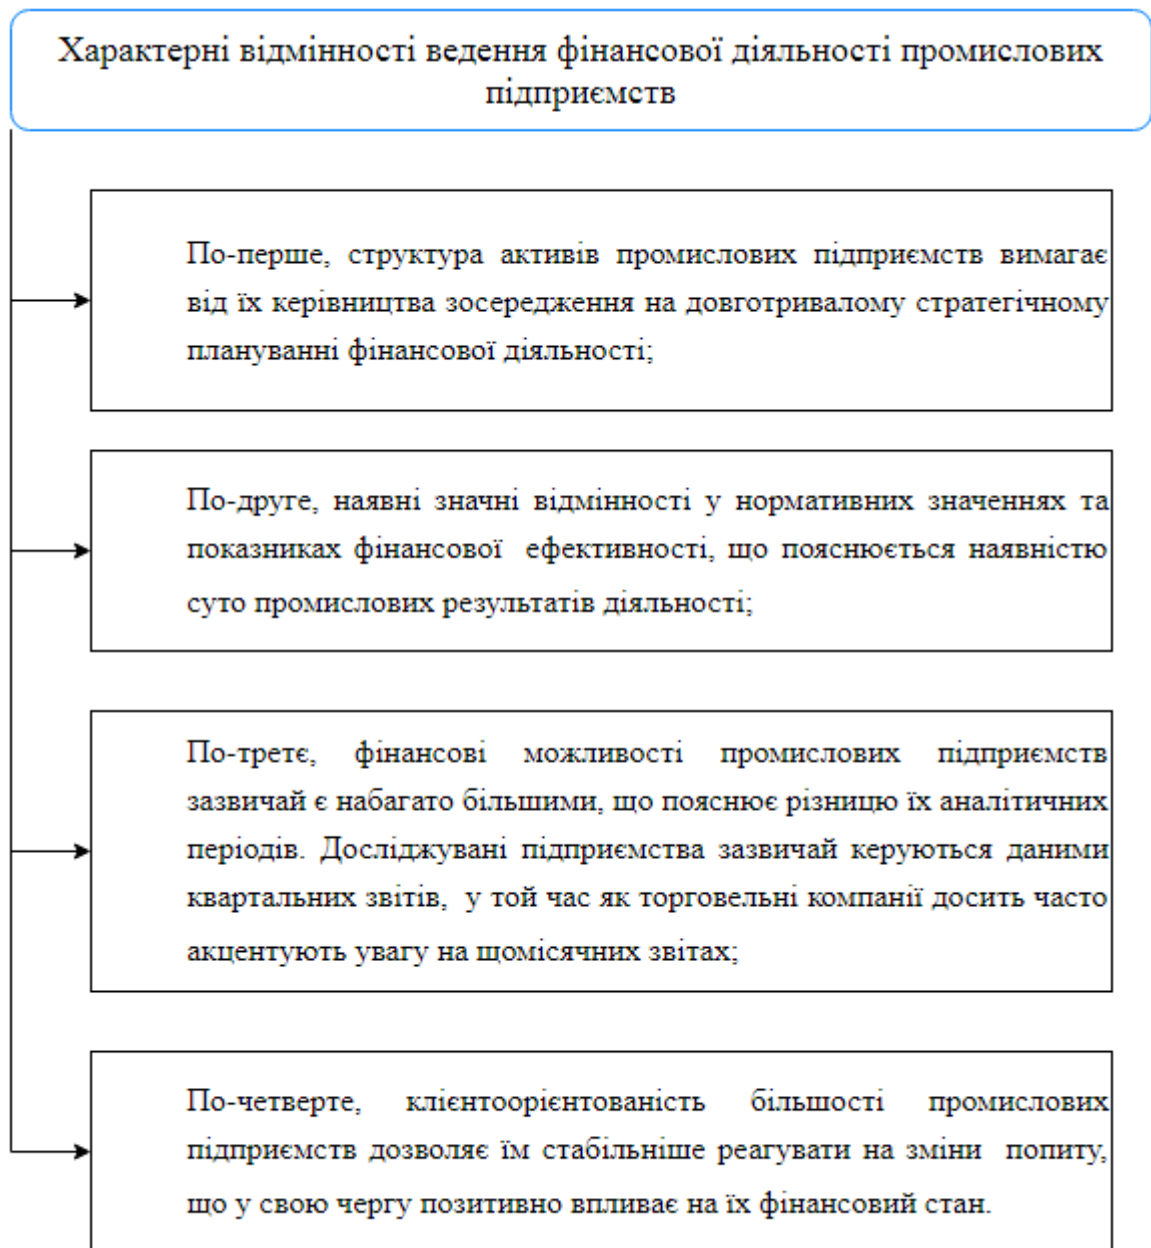 Характерні відмінності ведення фінансової діяльності промислових
підприємств
По-перше, структура активів промислових підприємств вимагає
від їх керівництва зосередження на довготривалому стратегічному
плануванні фінансової діяльності;
По-друге, наявні значні відмінності у нормативних значеннях та
показниках фінансової ефективності, що пояснюється наявністю
суто промислових результатів діяльності;
По-третє, фінансові можливості промислових підприємств
зазвичай є набагато більшими, що пояснює різницю їх аналітичних
періодів. Досліджувані підприємства зазвичай керуються даними
квартальних звітів, у той час як торговельні компанії досить часто
акцентують увагу на щомісячних звітах;
По-четверте, клієнтоорієнтованість більшості промислових
підприємств дозволяє їм стабільніше реагувати на зміни попиту,
що у свою чергу позитивно впливає на їх фінансовий стан.